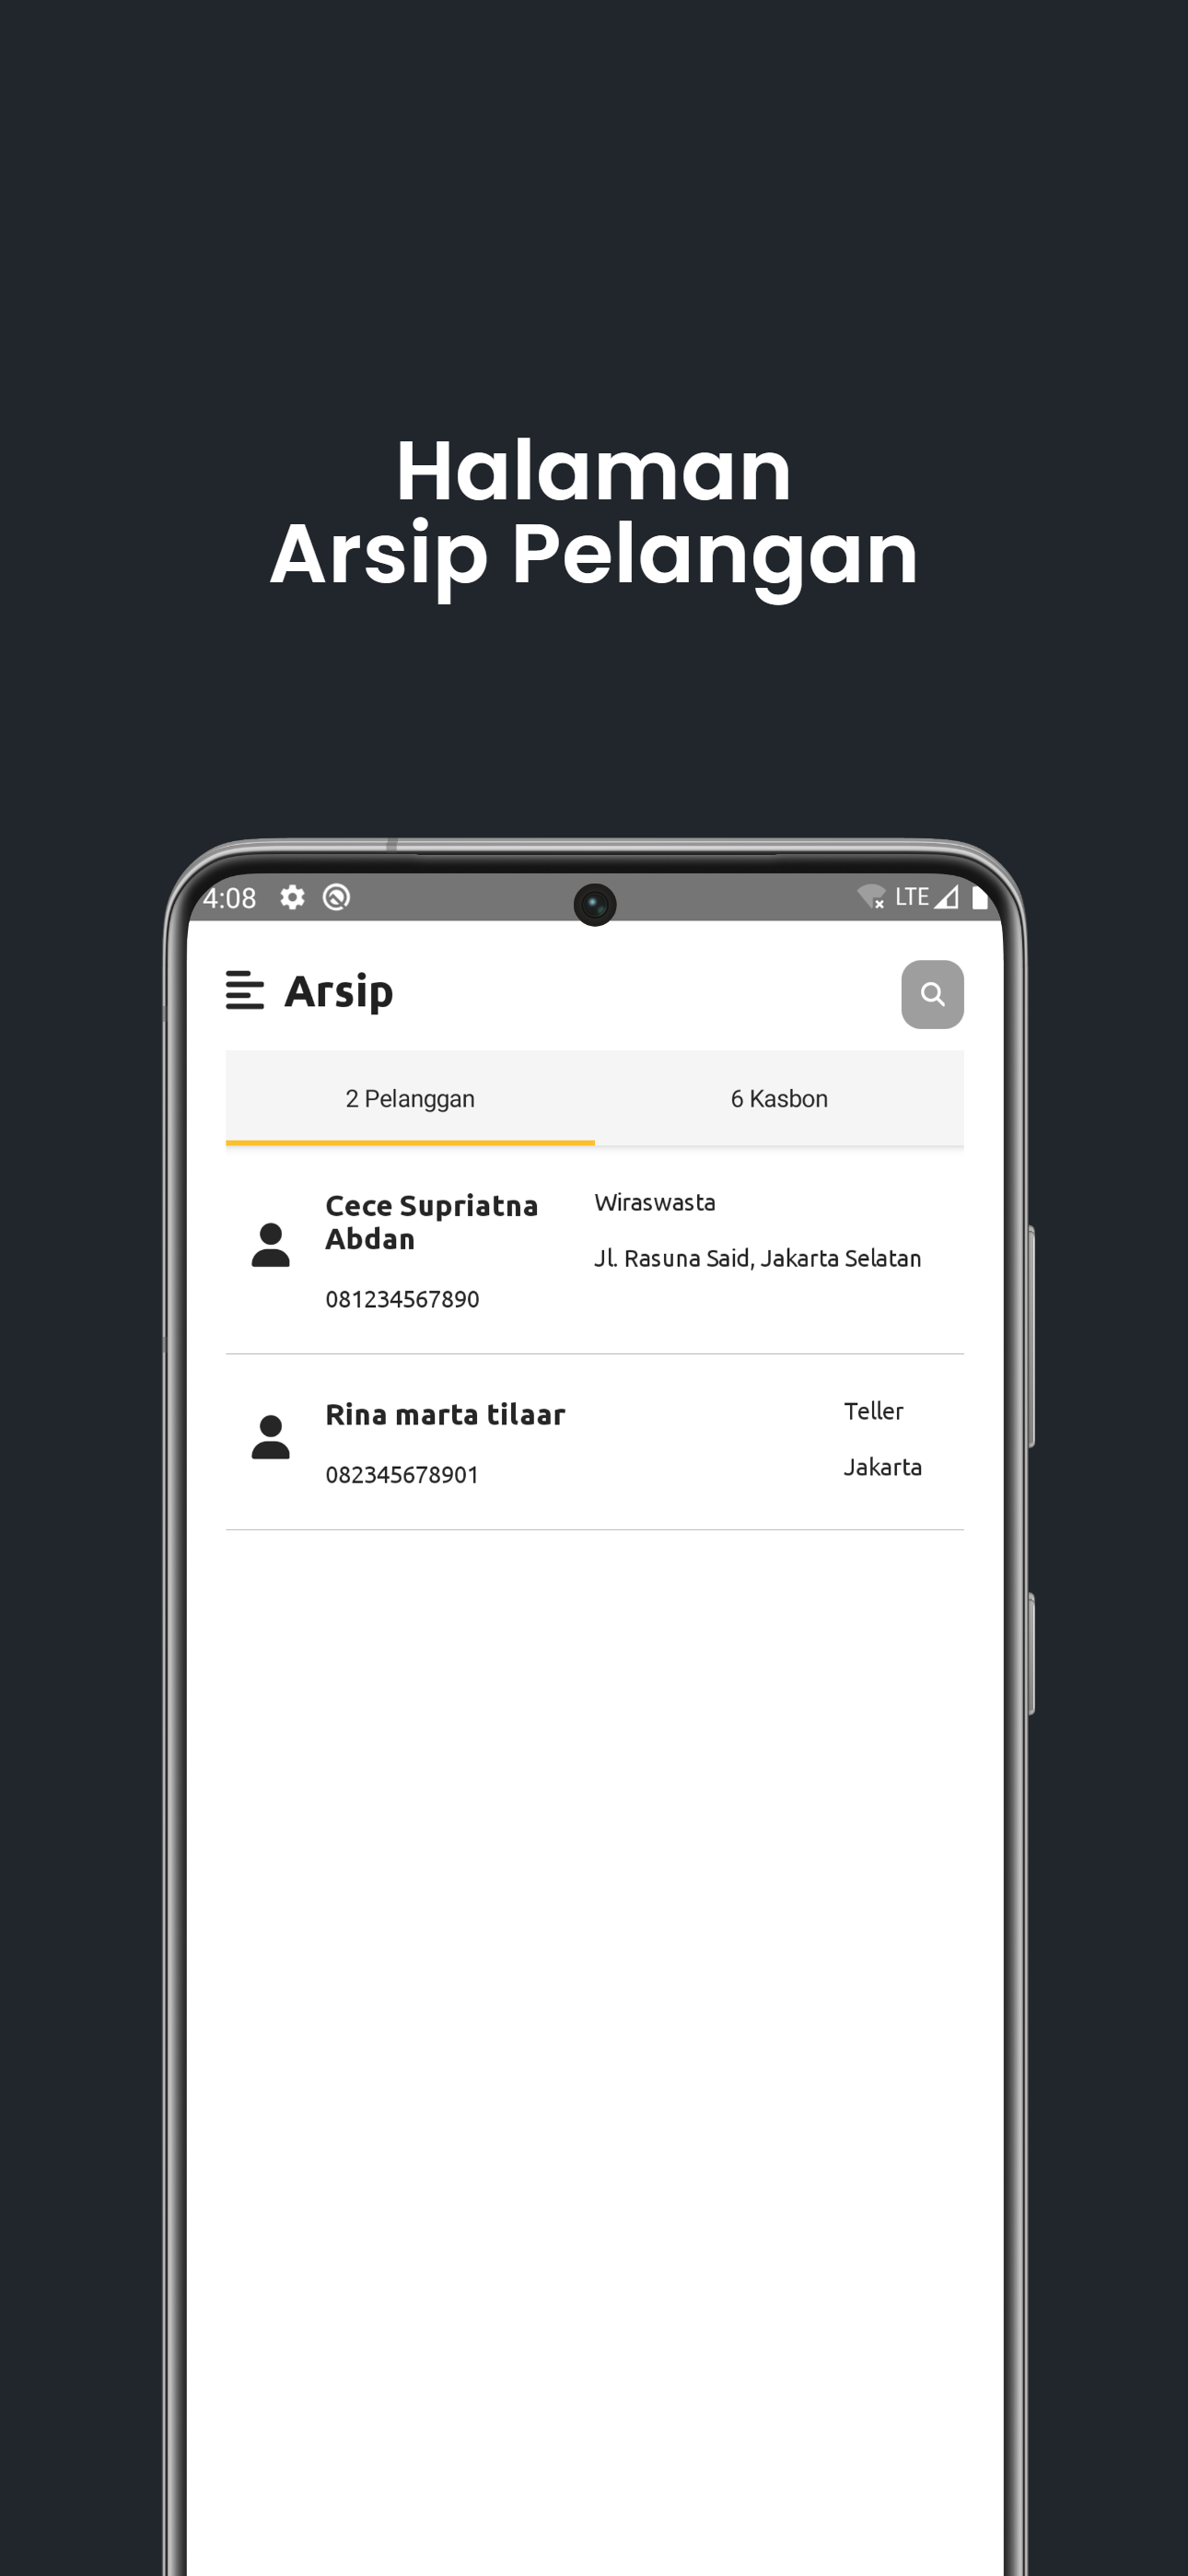 Halaman
Arsip Pelangan
4:08
LTE
Arsip
2 Pelanggan
6 Kasbon
Cece Supriatna
Abdan
081234567890
Wiraswasta
Jl. Rasuna Said, Jakarta Selatan
Rina marta tilaar
082345678901
Teller
Jakarta